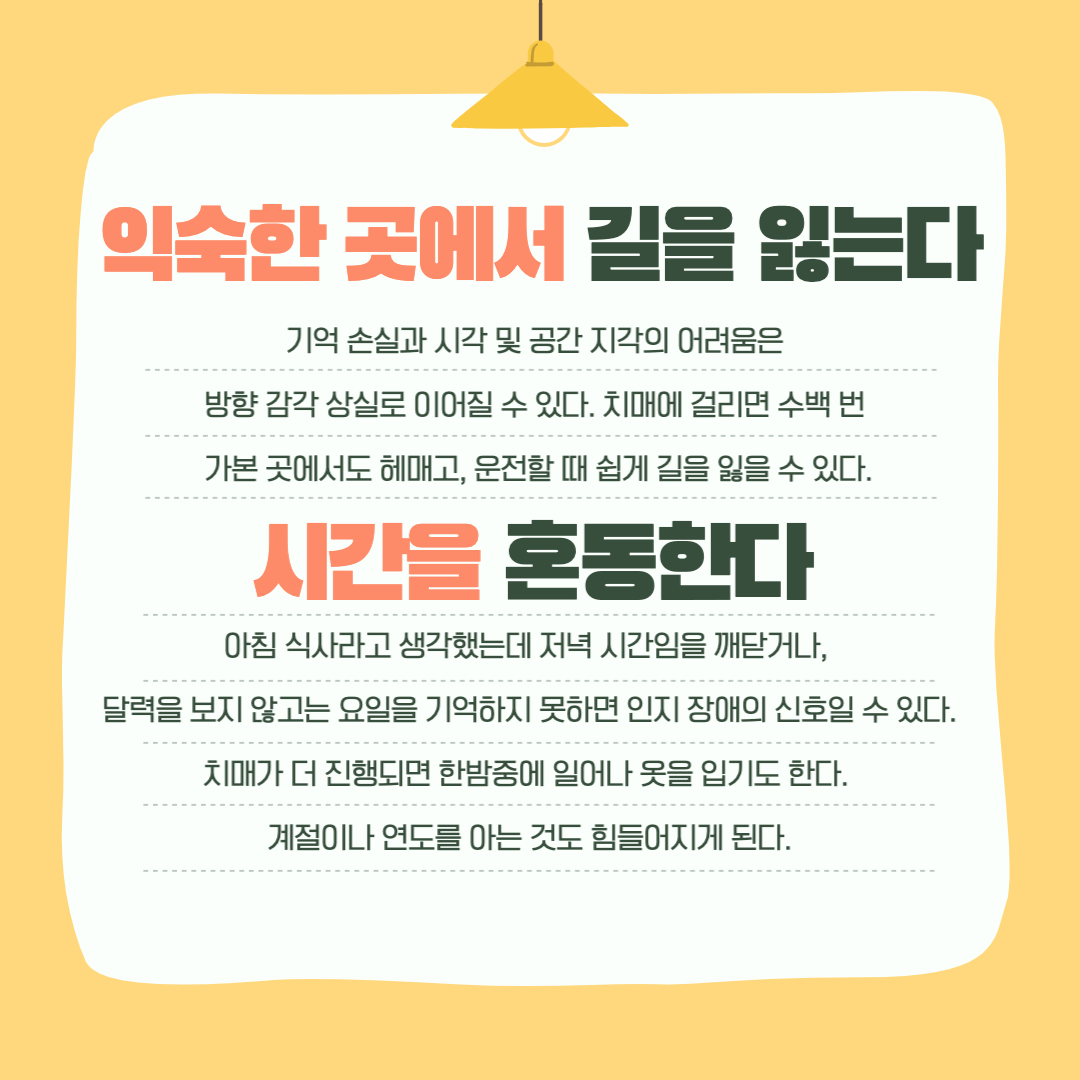 익숙한 곳에서 길을 잃는다
기억 손실과 시각 및 공간 지각의 어려움은
방향 감각 상실로 이어질 수 있다. 치매에 걸리면 수백 번
가본 곳에서도 헤매고, 운전할 때 쉽게 길을 잃을 수 있다.
시간을 혼동한다
아침 식사라고 생각했는데 저녁 시간임을 깨닫거나,
달력을 보지 않고는 요일을 기억하지 못하면 인지 장애의 신호일 수 있다.
치매가 더 진행되면 한밤중에 일어나 옷을 입기도 한다.
계절이나 연도를 아는 것도 힘들어지게 된다.